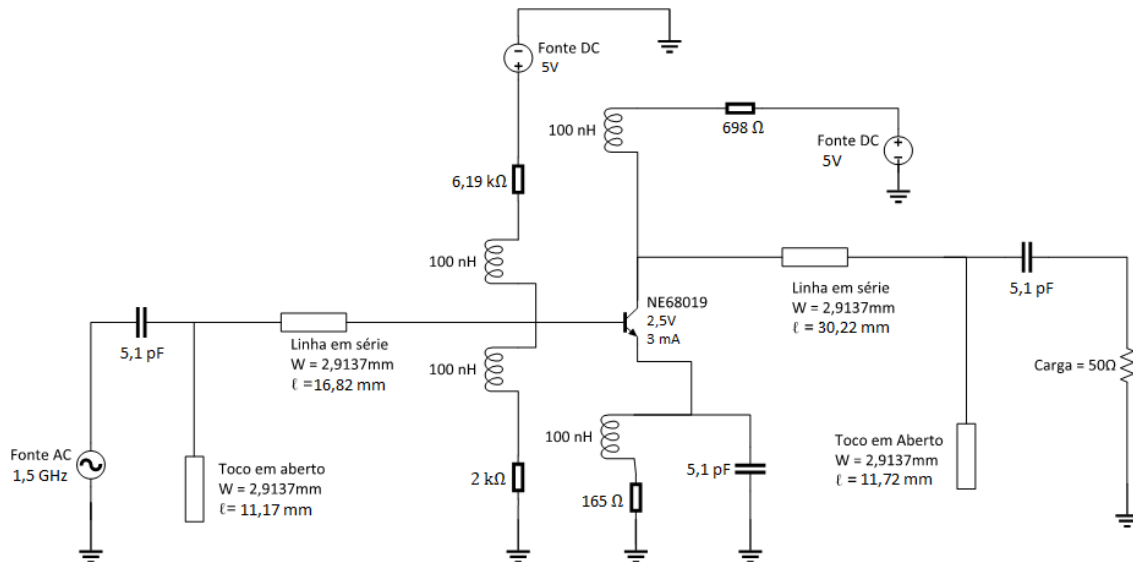 Fonte DC
5V
100 nH
698 Ω
Fonte DC
5V
6,19 kΩ
100 nH
NE68019
2,5V
3 mA
5,1 pF
Linha em série
W = 2,9137mm
ℓ =16,82 mm
100 nH
Linha em série
W = 2,9137mm
ℓ = 30,22 mm
5,1 pF
Carga = 50Ω
Fonte AC
1,5 GHz
Toco em aberto
W = 2,9137mm
ℓ= 11,17 mm
2 kΩ
100 nH
165 Ω
5,1 pF
Toco em Aberto
W = 2,9137mm
ℓ = 11,72 mm